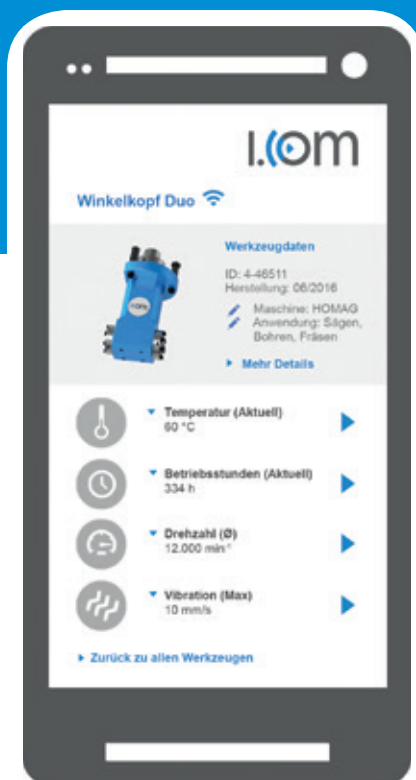 I.(om
Winkelkopf Duo
Werkzeugdaten
ID: 4-46511
Herstellung: 06/2016
Maschine: HOMAG
Anwendung: Sägen,
Bohren, Fräsen
Mehr Details
Temperatur (Aktuell)
60 °C
Betriebsstunden (Aktuell)
334 h
Drehzahl (Ø)
12.000 min⁻¹
Vibration (Max)
10 mm/s
Zurück zu allen Werkzeugen